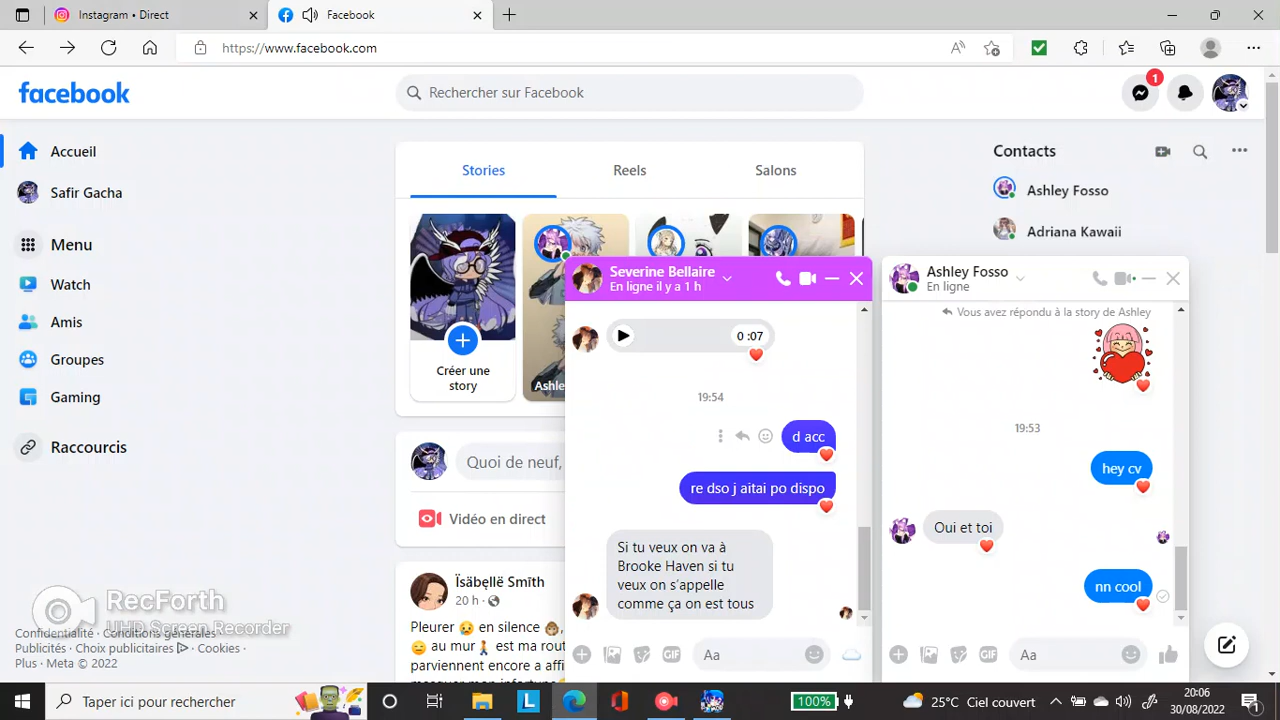 Instagram • Direct
Facebook
https://www.facebook.com
facebook
Rechercher sur Facebook
1
Accueil
Safir Gacha
Menu
Watch
Amis
Groupes
Gaming
Raccourcis
Stories
Reels
Salons
Créer une
story
Ashle
Quoi de neuf,
Vidéo en direct
Ïsäbęllë Smîth
20 h •
Pleurer 😢 en silence
😑 au mur 🚶 est ma rout
parviennent encore a affi
Contacts
Ashley Fosso
Adriana Kawaii
Severine Bellaire
En ligne il y a 1 h
0 :07
19:54
d acc
re dso j aitai po dispo
Si tu veux on va à
Brooke Haven si tu
veux on s’appelle
comme ça on est tous
GIF
Aa
Ashley Fosso
En ligne
Vous avez répondu à la story de Ashley
19:53
hey cv
Oui et toi
nn cool
GIF
Aa
RecForth
UHD Screen Recorder
Confidentialité · Conditions générales ·
Publicités · Choix publicitaires · Cookies ·
Plus · Meta © 2022
Taper ici pour rechercher
L
100%
25°C Ciel couvert
20:06
30/08/2022
1